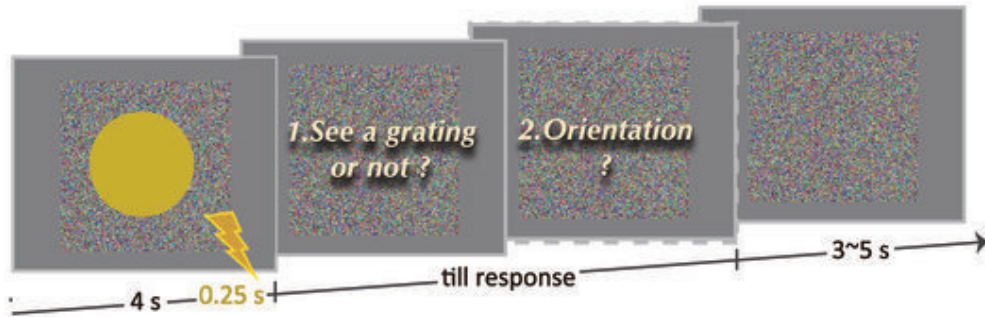 1.See a grating
or not ?
2.Orientation
?
4 s
0.25 s
till response
3~5 s